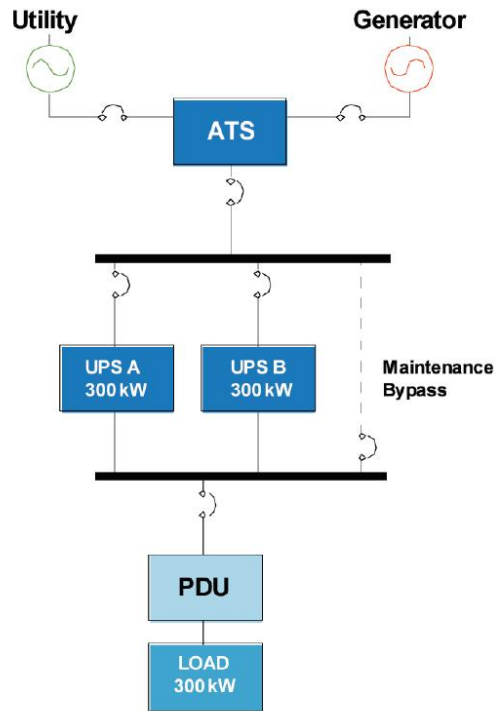 Utility
Generator
ATS
UPS A
300 kW
UPS B
300 kW
Maintenance
Bypass
PDU
LOAD
300 kW